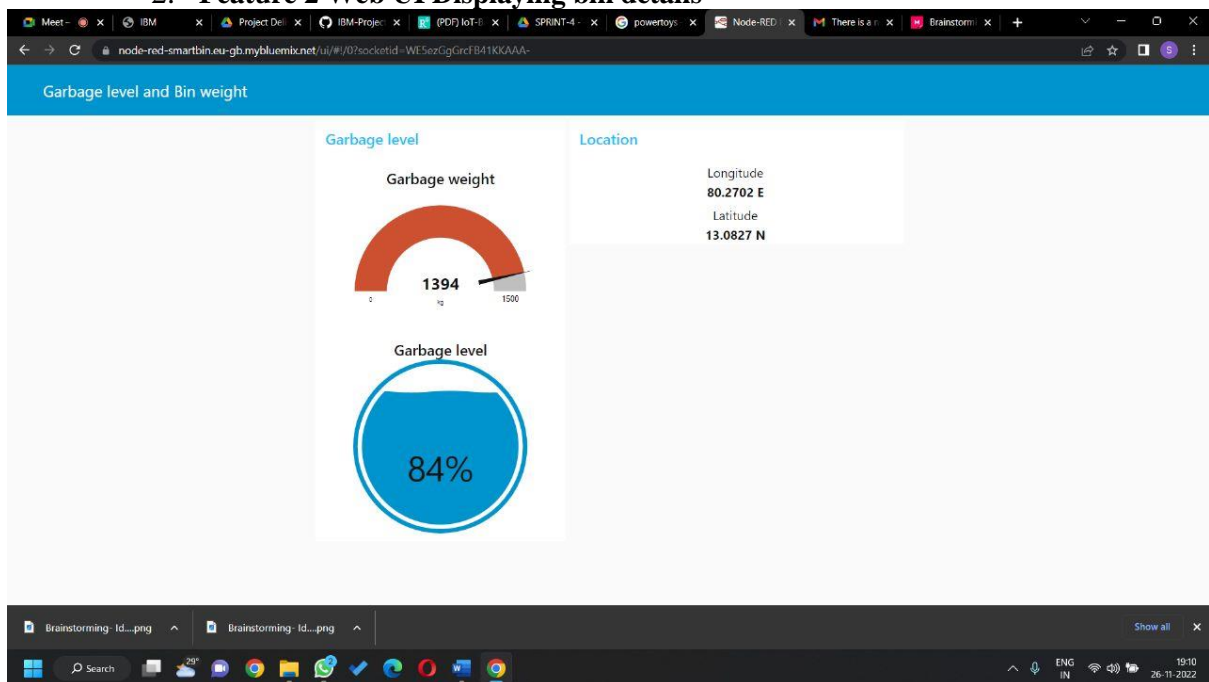 2. Feature 2 Web UI Displaying bin details
Meet - IBM Project Deli IBM-Project (PDF) IoT-B SPRINT-4 - powertoys Node-RED There is a n Brainstormi
node-red-smartbin.eu-gb.mybluemix.net/ui/#!/0?socketid=WE5ezGgGrcFB41KKAAA-
S
Garbage level and Bin weight
Garbage level
Garbage weight
1394
0 kg 1500
Garbage level
84%
Location
Longitude
80.2702 E
Latitude
13.0827 N
Brainstorming- Id....png Brainstorming- Id....png Show all
Search 29° ENG 19:10
IN 26-11-2022